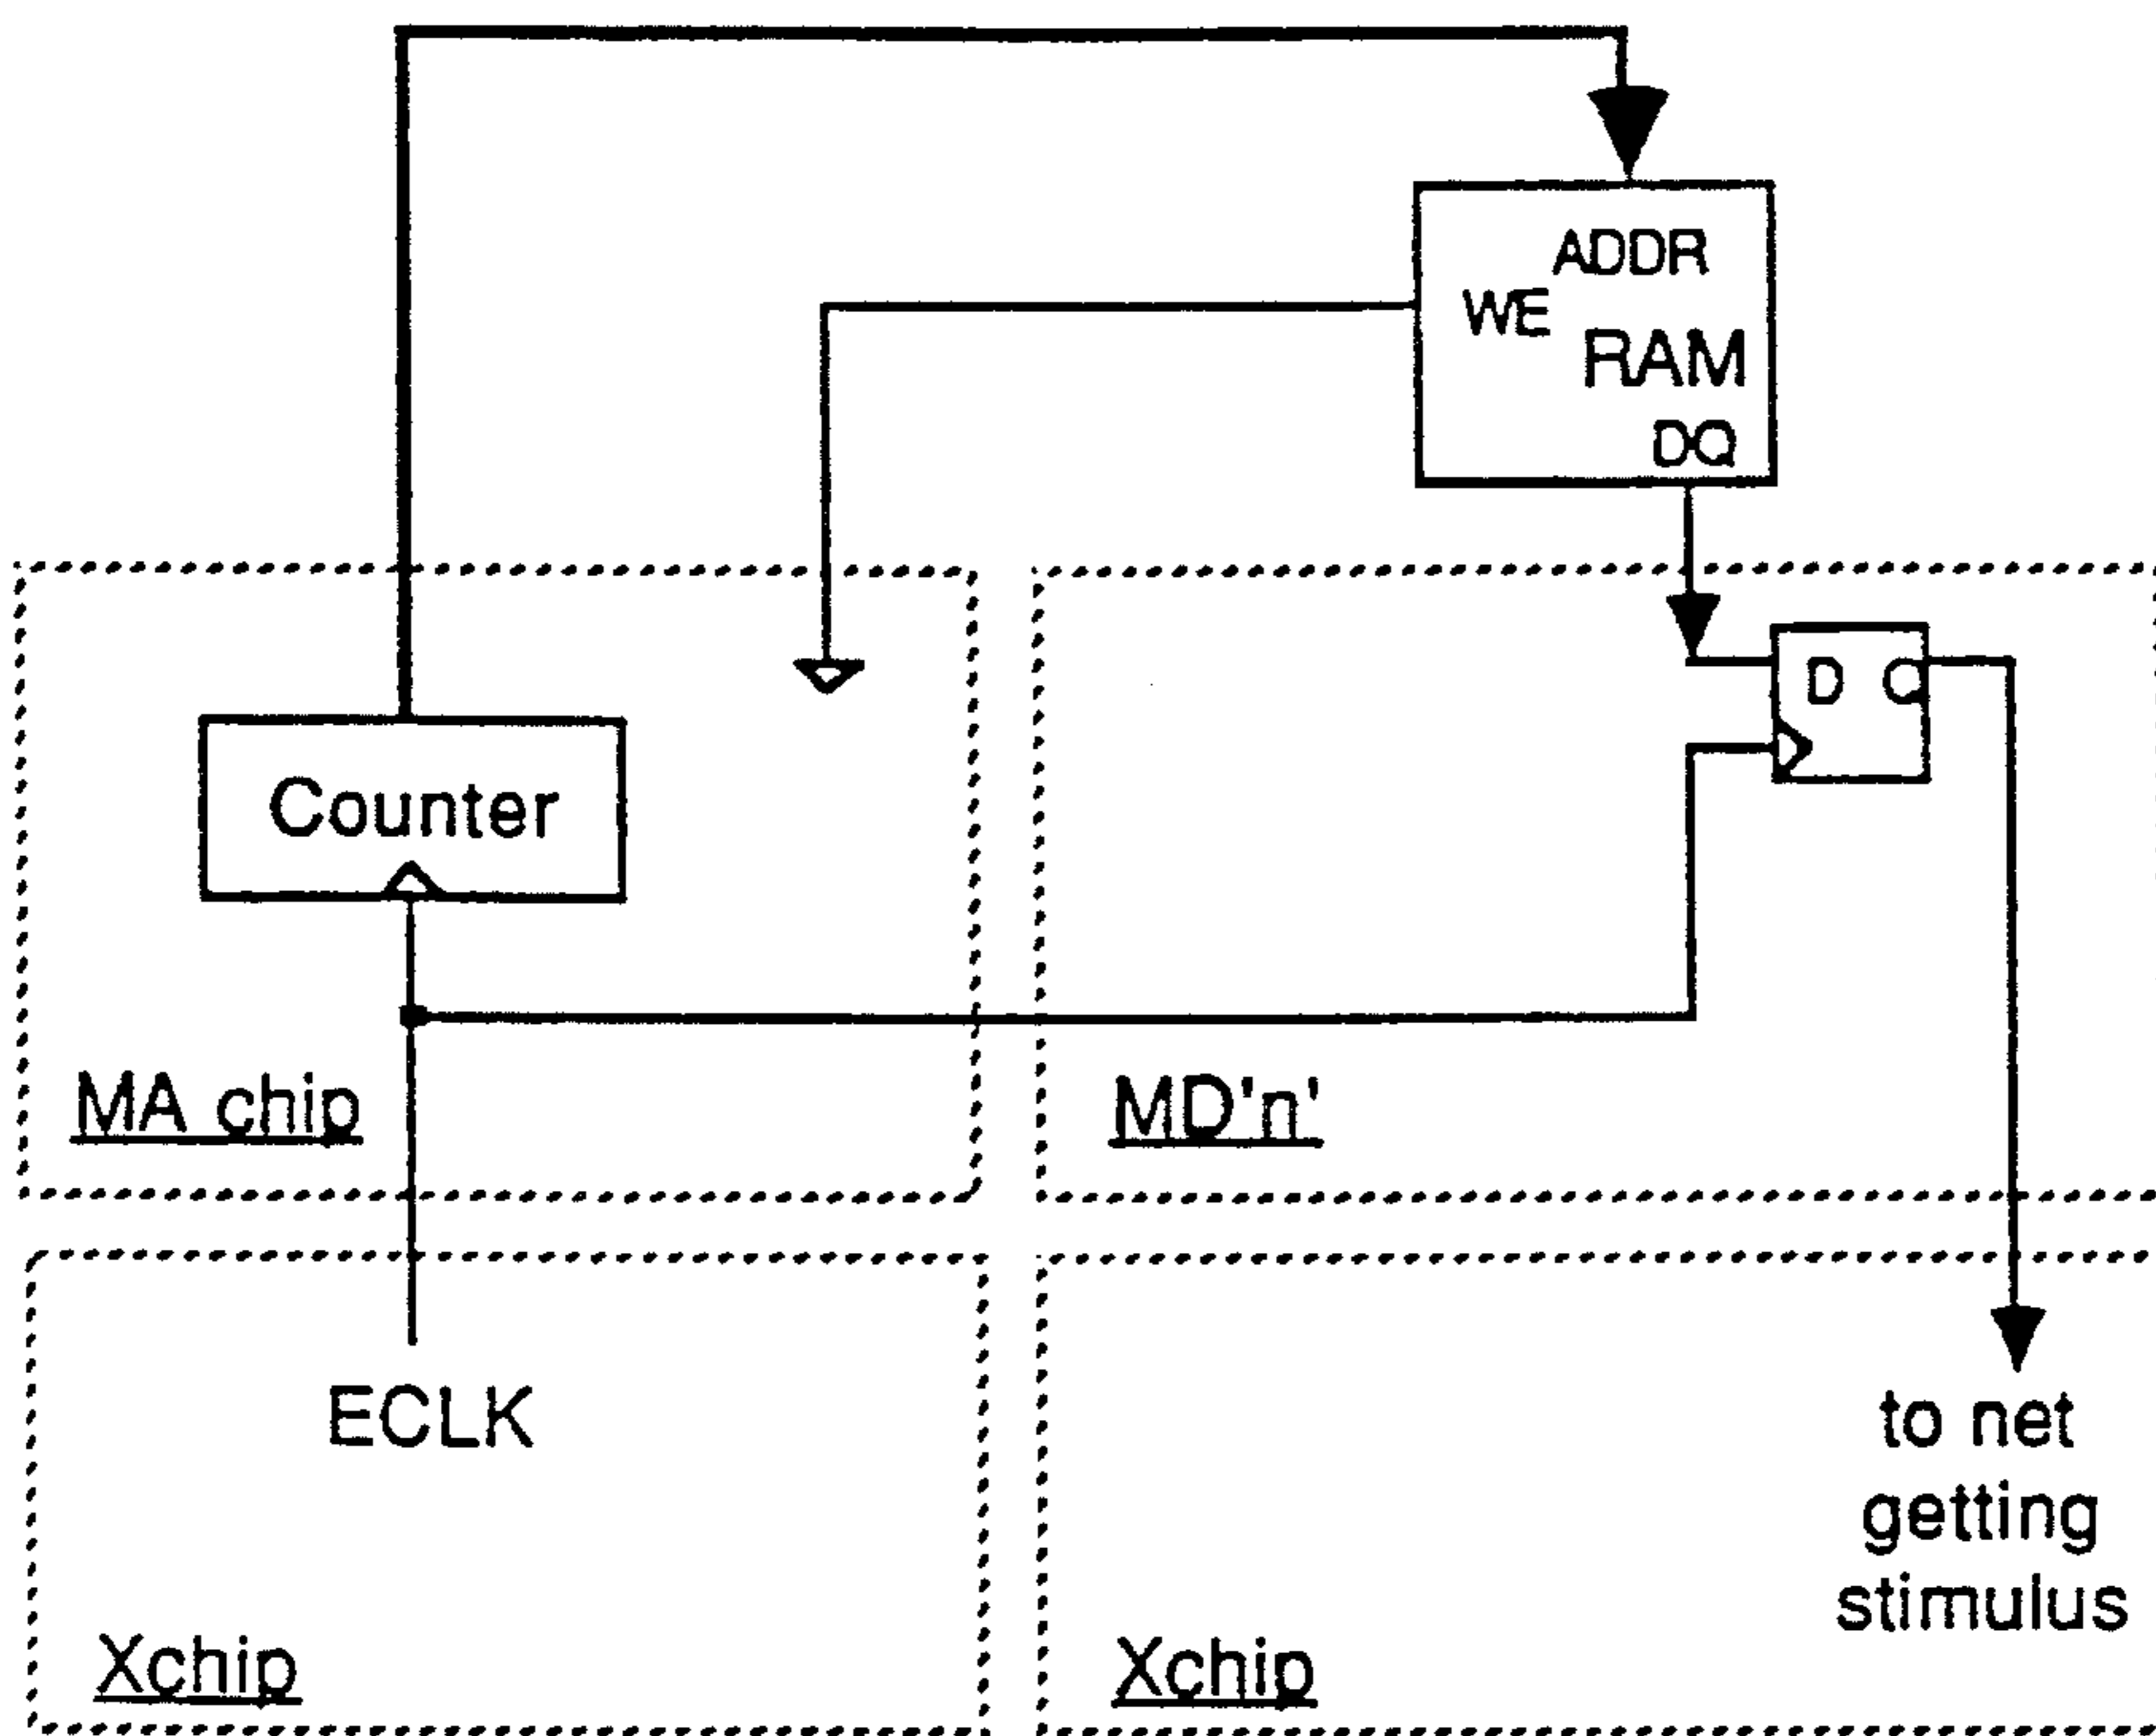 ADDR
WE
RAM
DQ
D Q
Counter
MA chip
MD'n'
ECLK
to net
getting
stimulus
Xchip
Xchip